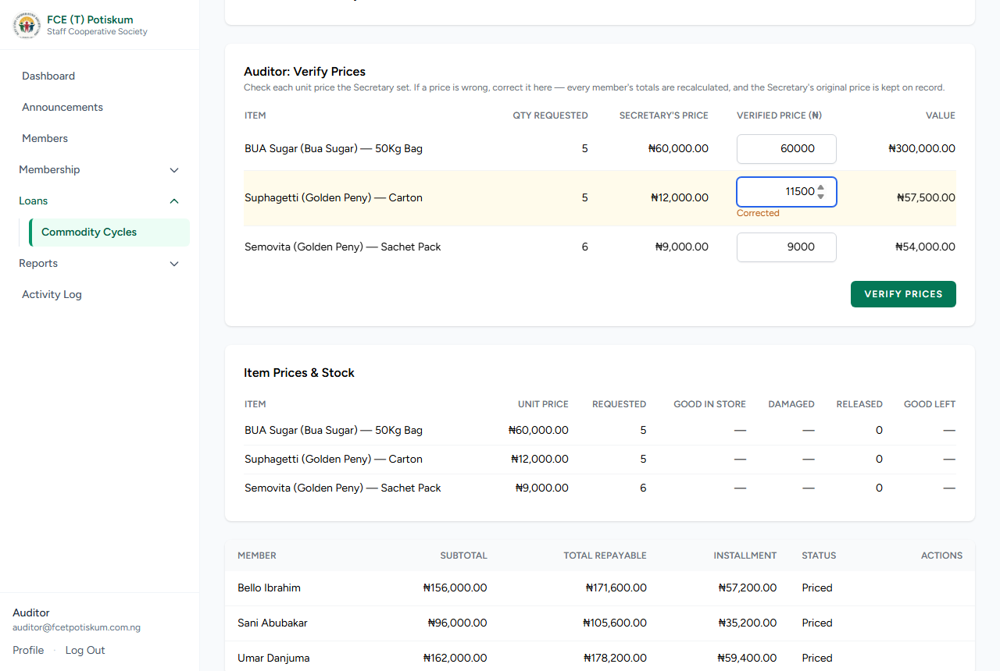 FCE (T) Potiskum
Staff Cooperative Society
Dashboard
Announcements
Members
Membership
Loans
Commodity Cycles
Reports
Activity Log
Auditor
auditor@fcetpotiskum.com.ng
Profile · Log Out
Auditor: Verify Prices
Check each unit price the Secretary set. If a price is wrong, correct it here — every member's totals are recalculated, and the Secretary's original price is kept on record.
ITEM QTY REQUESTED SECRETARY'S PRICE VERIFIED PRICE (₦) VALUE
BUA Sugar (Bua Sugar) — 50Kg Bag 5 ₦60,000.00 60000 ₦300,000.00
Suphagetti (Golden Peny) — Carton 5 ₦12,000.00 11500 ₦57,500.00
Corrected
Semovita (Golden Peny) — Sachet Pack 6 ₦9,000.00 9000 ₦54,000.00
VERIFY PRICES
Item Prices & Stock
ITEM UNIT PRICE REQUESTED GOOD IN STORE DAMAGED RELEASED GOOD LEFT
BUA Sugar (Bua Sugar) — 50Kg Bag ₦60,000.00 5 — — 0 —
Suphagetti (Golden Peny) — Carton ₦12,000.00 5 — — 0 —
Semovita (Golden Peny) — Sachet Pack ₦9,000.00 6 — — 0 —
MEMBER SUBTOTAL TOTAL REPAYABLE INSTALLMENT STATUS ACTIONS
Bello Ibrahim ₦156,000.00 ₦171,600.00 ₦57,200.00 Priced
Sani Abubakar ₦96,000.00 ₦105,600.00 ₦35,200.00 Priced
Umar Danjuma ₦162,000.00 ₦178,200.00 ₦59,400.00 Priced